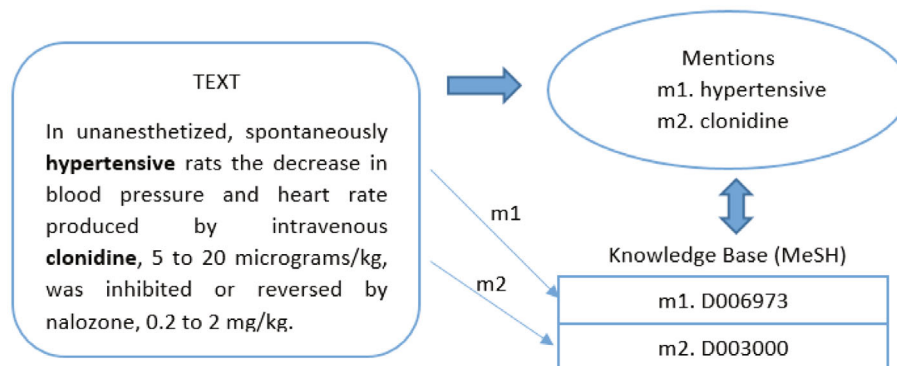 TEXT
In unanesthetized, spontaneously
hypertensive rats the decrease in
blood pressure and heart rate
produced by intravenous
clonidine, 5 to 20 micrograms/kg,
was inhibited or reversed by
nalozone, 0.2 to 2 mg/kg.
Mentions
m1. hypertensive
m2. clonidine
m1
m2
Knowledge Base (MeSH)
m1. D006973
m2. D003000